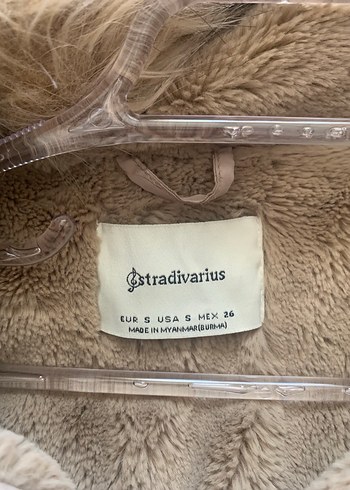 stradivarius
EUR S USA S MEX 26
MADE IN MYANMAR(BURMA)